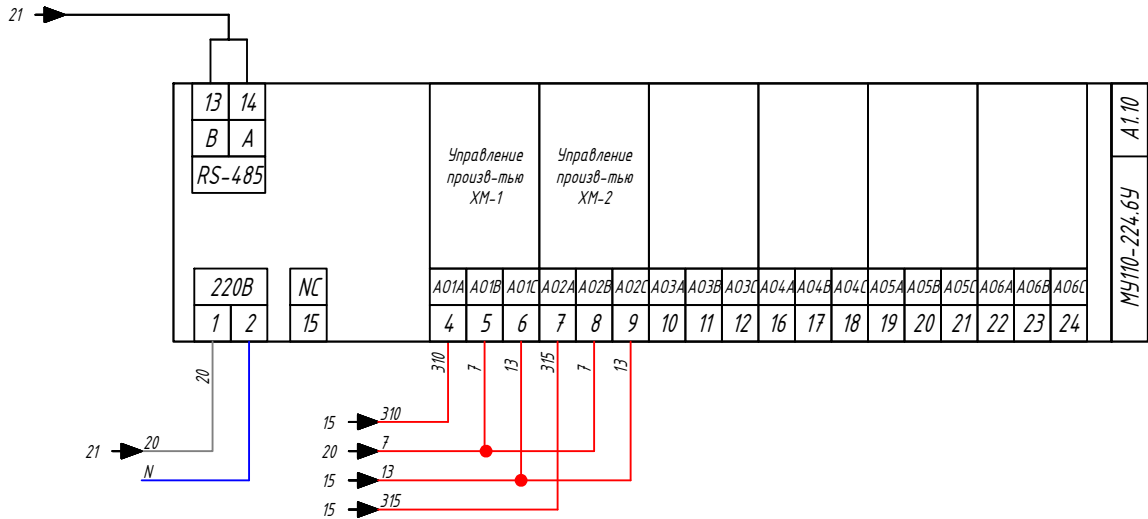 21
13 14
B A
RS-485
Управление
произв-тью
ХМ-1
Управление
произв-тью
ХМ-2
A1.10
МУ110-224.6У
220В
NC
1 2
15
A01A A01B A01C A02A A02B A02C A03A A03B A03C A04A A04B A04C A05A A05B A05C A06A A06B A06C
4 5 6 7 8 9 10 11 12 16 17 18 19 20 21 22 23 24
20
310
7
13
315
7
13
15 310
21 20
20 7
N
15 13
15 315